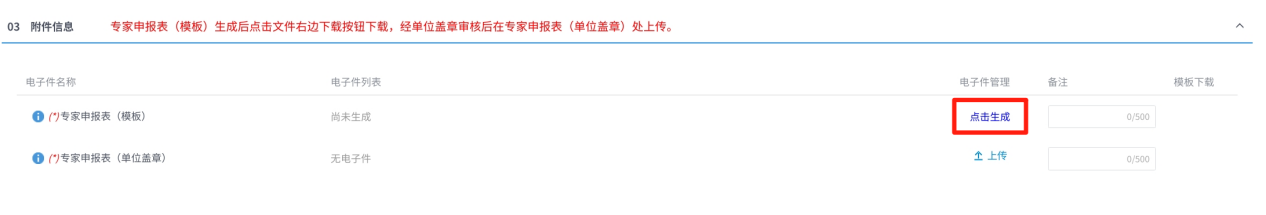 03 附件信息 专家申报表（模板）生成后点击文件右边下载按钮下载，经单位盖章审核后在专家申报表（单位盖章）处上传。
电子件名称 电子件列表 电子件管理 备注 模板下载
(*)专家申报表（模板） 尚未生成 点击生成 0/500
(*)专家申报表（单位盖章） 无电子件 上传 0/500